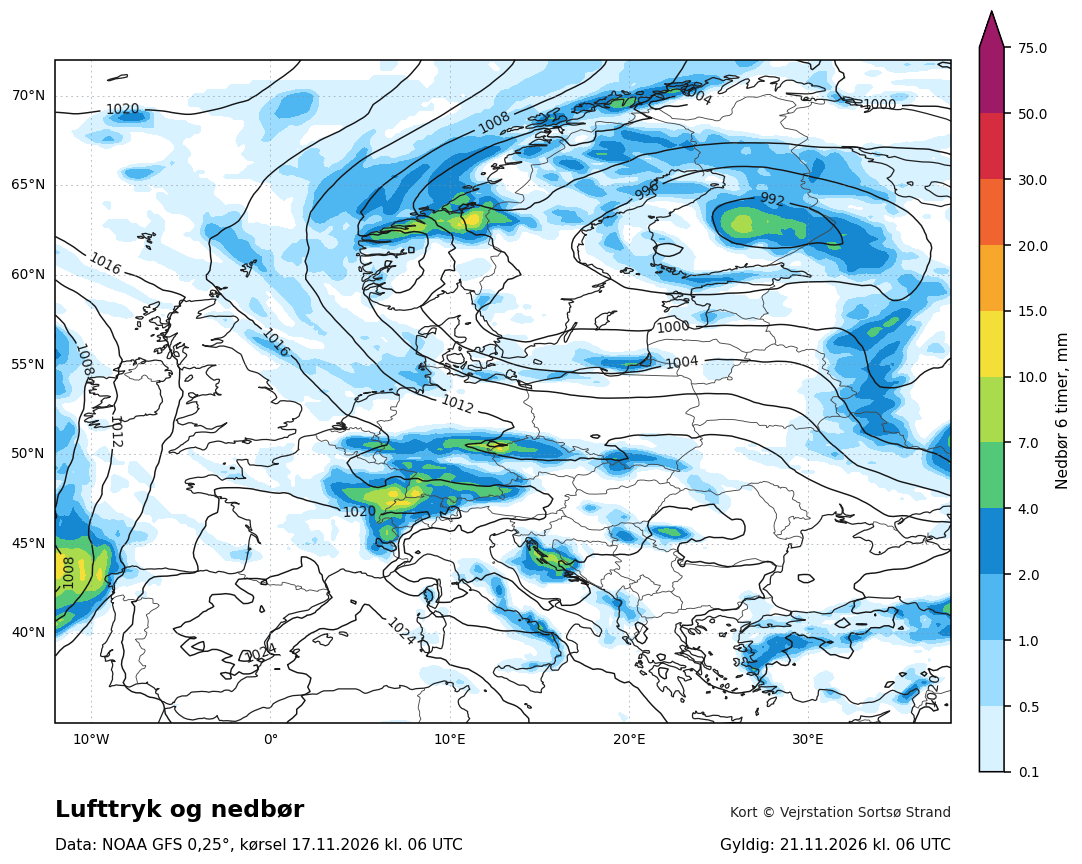 75.0
50.0
30.0
20.0
15.0
10.0
7.0
4.0
2.0
1.0
0.5
0.1
Nedbør 6 timer, mm
70°N
65°N
60°N
55°N
50°N
45°N
40°N
10°W
0°
10°E
20°E
30°E
1020
1008
1004
1000
996
992
1016
1016
1008
1012
1000
1004
1012
1020
1008
1024
1024
1020
Lufttryk og nedbør
Kort © Vejrstation Sortsø Strand
Data: NOAA GFS 0,25°, kørsel 17.11.2026 kl. 06 UTC
Gyldig: 21.11.2026 kl. 06 UTC